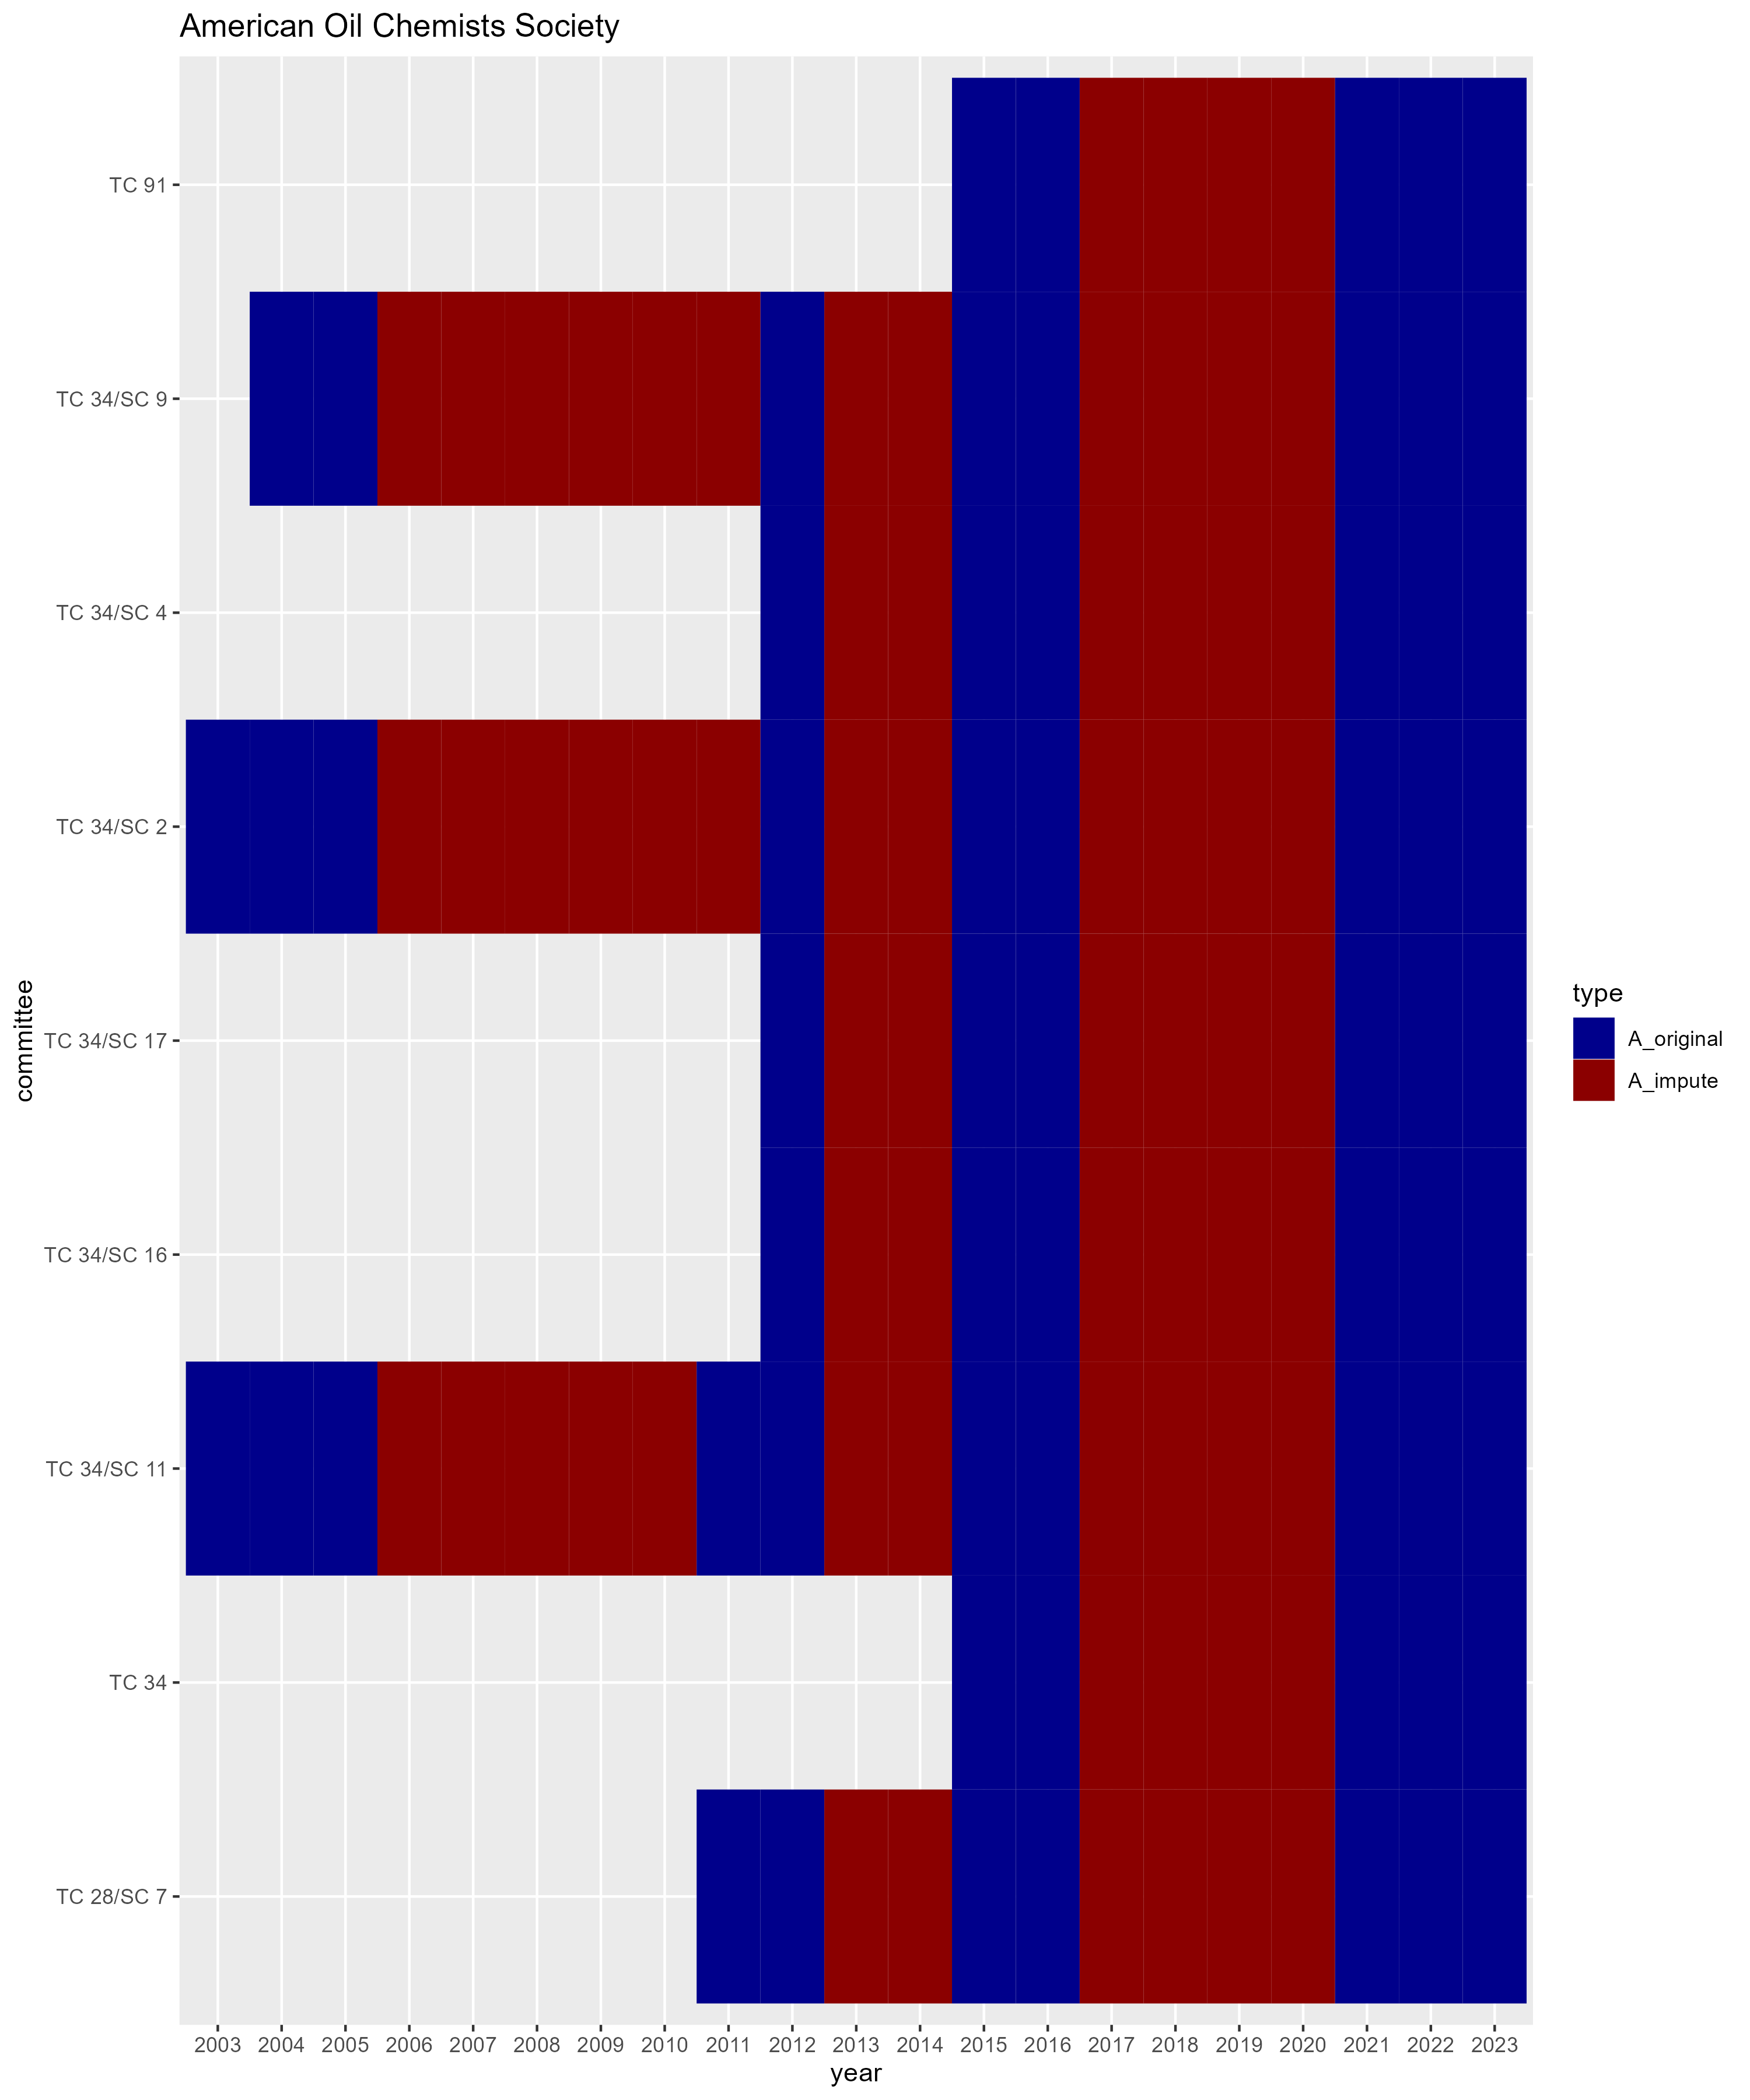 American Oil Chemists Society
TC 91
TC 34/SC 9
TC 34/SC 4
TC 34/SC 2
TC 34/SC 17
TC 34/SC 16
TC 34/SC 11
TC 34
TC 28/SC 7
committee
2003 2004 2005 2006 2007 2008 2009 2010 2011 2012 2013 2014 2015 2016 2017 2018 2019 2020 2021 2022 2023
year
type
A_original
A_impute